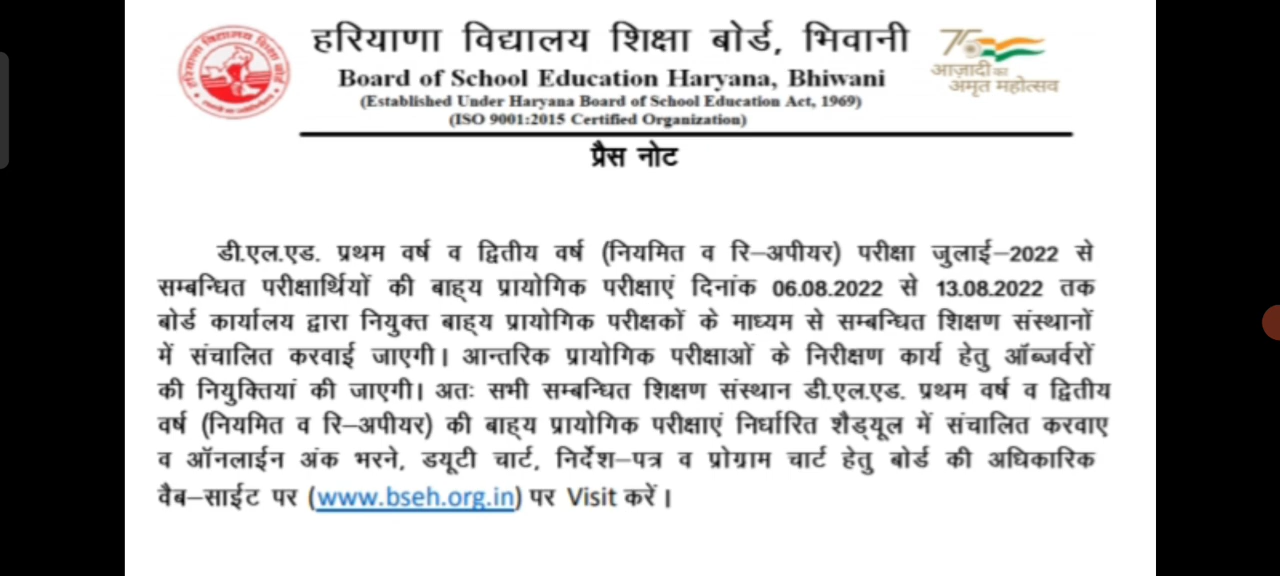 हरियाणा विद्यालय शिक्षा बोर्ड, भिवानी
Board of School Education Haryana, Bhiwani
(Established Under Haryana Board of School Education Act, 1969)
(ISO 9001:2015 Certified Organization)
75
आज़ादी का
अमृत महोत्सव
प्रैस नोट
डी.एल.एड. प्रथम वर्ष व द्वितीय वर्ष (नियमित व रि–अपीयर) परीक्षा जुलाई–2022 से
सम्बन्धित परीक्षार्थियों की बाह्य प्रायोगिक परीक्षाएं दिनांक 06.08.2022 से 13.08.2022 तक
बोर्ड कार्यालय द्वारा नियुक्त बाह्य प्रायोगिक परीक्षकों के माध्यम से सम्बन्धित शिक्षण संस्थानों
में संचालित करवाई जाएगी। आन्तरिक प्रायोगिक परीक्षाओं के निरीक्षण कार्य हेतु ऑब्जर्वरों
की नियुक्तियां की जाएगी। अतः सभी सम्बन्धित शिक्षण संस्थान डी.एल.एड. प्रथम वर्ष व द्वितीय
वर्ष (नियमित व रि–अपीयर) की बाह्य प्रायोगिक परीक्षाएं निर्धारित शैड्यूल में संचालित करवाए
व ऑनलाईन अंक भरने, डयूटी चार्ट, निर्देश–पत्र व प्रोग्राम चार्ट हेतु बोर्ड की अधिकारिक
वैब–साईट पर (www.bseh.org.in) पर Visit करें।